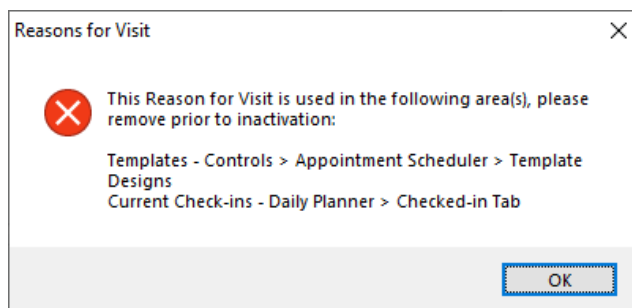 Reasons for Visit
This Reason for Visit is used in the following area(s), please
remove prior to inactivation:
Templates - Controls > Appointment Scheduler > Template
Designs
Current Check-ins - Daily Planner > Checked-in Tab
OK